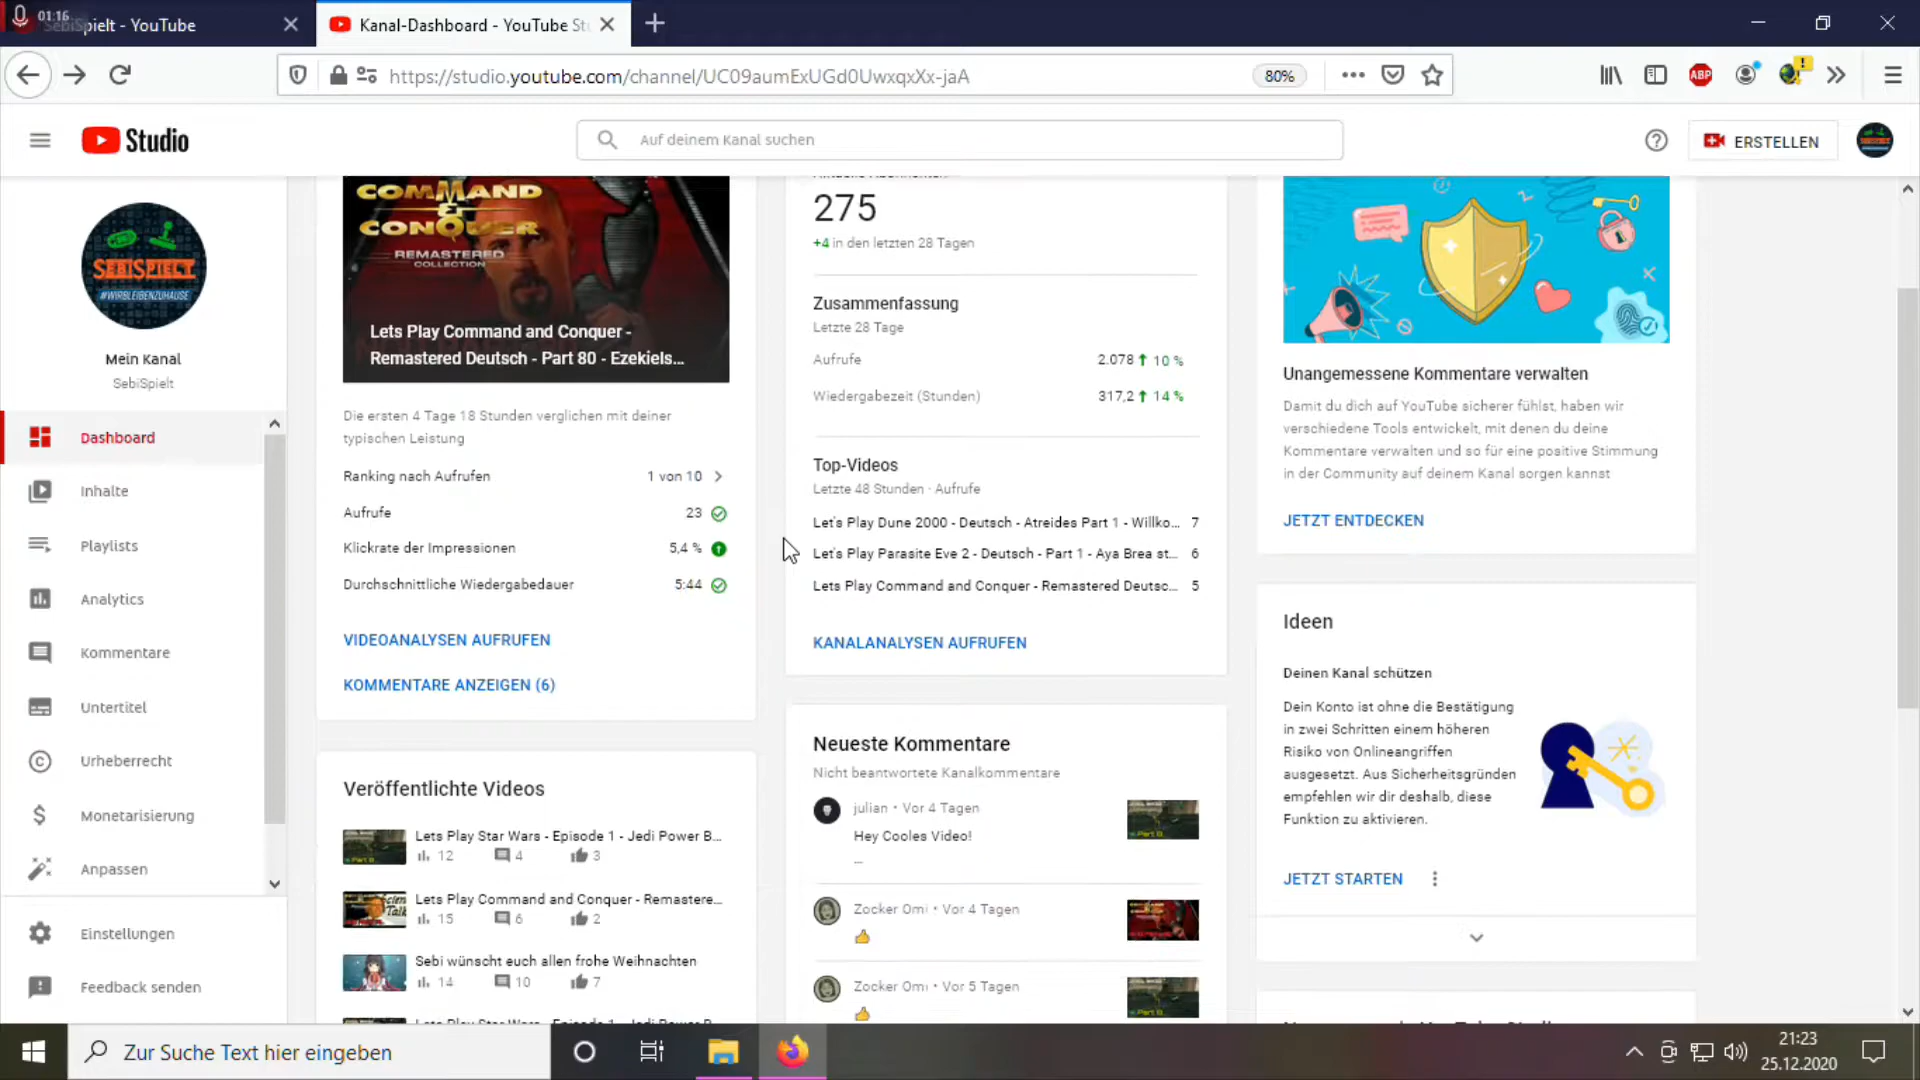 01:16
SebiSpielt - YouTube
Kanal-Dashboard - YouTube St
https://studio.youtube.com/channel/UC09aumExUGd0UwxqxXx-jaA
80%
ABP
Studio
Auf deinem Kanal suchen
ERSTELLEN
SEBISPIELT
#WIRBLEIBENZUHAUSE
Mein Kanal
SebiSpielt
Dashboard
Inhalte
Playlists
Analytics
Kommentare
Untertitel
Urheberrecht
Monetarisierung
Anpassen
Einstellungen
Feedback senden
COMMAND
&
CONQUER
REMASTERED
COLLECTION
Lets Play Command and Conquer -
Remastered Deutsch - Part 80 - Ezekiels...
Die ersten 4 Tage 18 Stunden verglichen mit deiner
typischen Leistung
Ranking nach Aufrufen 1 von 10
Aufrufe 23
Klickrate der Impressionen 5,4 %
Durchschnittliche Wiedergabedauer 5:44
VIDEOANALYSEN AUFRUFEN
KOMMENTARE ANZEIGEN (6)
Veröffentlichte Videos
Lets Play Star Wars - Episode 1 - Jedi Power B...
12 4 3
Lets Play Command and Conquer - Remastere...
15 6 2
Sebi wünscht euch allen frohe Weihnachten
14 10 7
275
+4 in den letzten 28 Tagen
Zusammenfassung
Letzte 28 Tage
Aufrufe 2.078 10 %
Wiedergabezeit (Stunden) 317,2 14 %
Top-Videos
Letzte 48 Stunden · Aufrufe
Let's Play Dune 2000 - Deutsch - Atreides Part 1 - Willko... 7
Let's Play Parasite Eve 2 - Deutsch - Part 1 - Aya Brea st... 6
Lets Play Command and Conquer - Remastered Deutsc... 5
KANALANALYSEN AUFRUFEN
Neueste Kommentare
Nicht beantwortete Kanalkommentare
julian • Vor 4 Tagen
Hey Cooles Video!
...
Zocker Omi • Vor 4 Tagen
Zocker Omi • Vor 5 Tagen
Unangemessene Kommentare verwalten
Damit du dich auf YouTube sicherer fühlst, haben wir
verschiedene Tools entwickelt, mit denen du deine
Kommentare verwalten und so für eine positive Stimmung
in der Community auf deinem Kanal sorgen kannst
JETZT ENTDECKEN
Ideen
Deinen Kanal schützen
Dein Konto ist ohne die Bestätigung
in zwei Schritten einem höheren
Risiko von Onlineangriffen
ausgesetzt. Aus Sicherheitsgründen
empfehlen wir dir deshalb, diese
Funktion zu aktivieren.
JETZT STARTEN
Zur Suche Text hier eingeben
21:23
25.12.2020